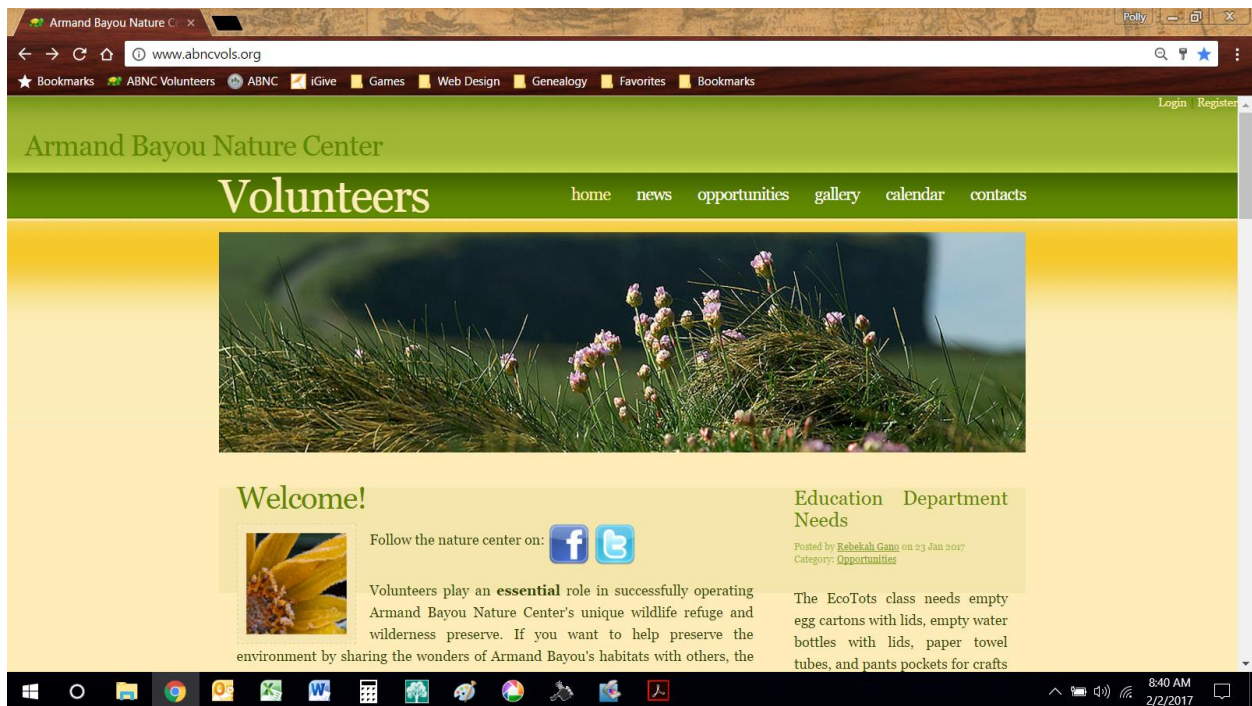 Armand Bayou Nature C
Polly
www.abncvols.org
Bookmarks ABNC Volunteers ABNC iGive Games Web Design Genealogy Favorites Bookmarks
Login | Register
Armand Bayou Nature Center
Volunteers
home news opportunities gallery calendar contacts
Welcome!
Follow the nature center on:
Volunteers play an essential role in successfully operating
Armand Bayou Nature Center's unique wildlife refuge and
wilderness preserve. If you want to help preserve the
environment by sharing the wonders of Armand Bayou's habitats with others, the
Education Department
Needs
Posted by Rebekah Gano on 23 Jan 2017
Category: Opportunities
The EcoTots class needs empty
egg cartons with lids, empty water
bottles with lids, paper towel
tubes, and pants pockets for crafts
8:40 AM
2/2/2017